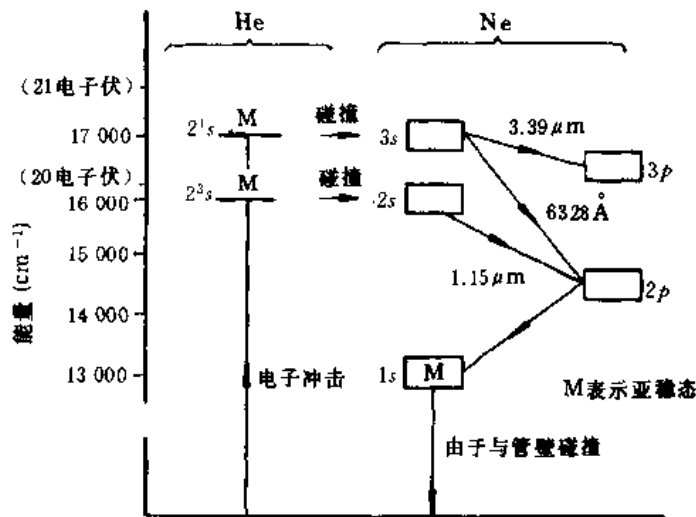 He Ne
(21电子伏)
M 碰撞
2¹s 3s 3.39μm
17 000
3p
(20电子伏) M 碰撞
2³s 2s 6328Å
16 000
15 000
1.15μm 2p
14 000
能量 (cm⁻¹)
13 000
电子冲击 1s M M表示亚稳态
由于与管壁碰撞